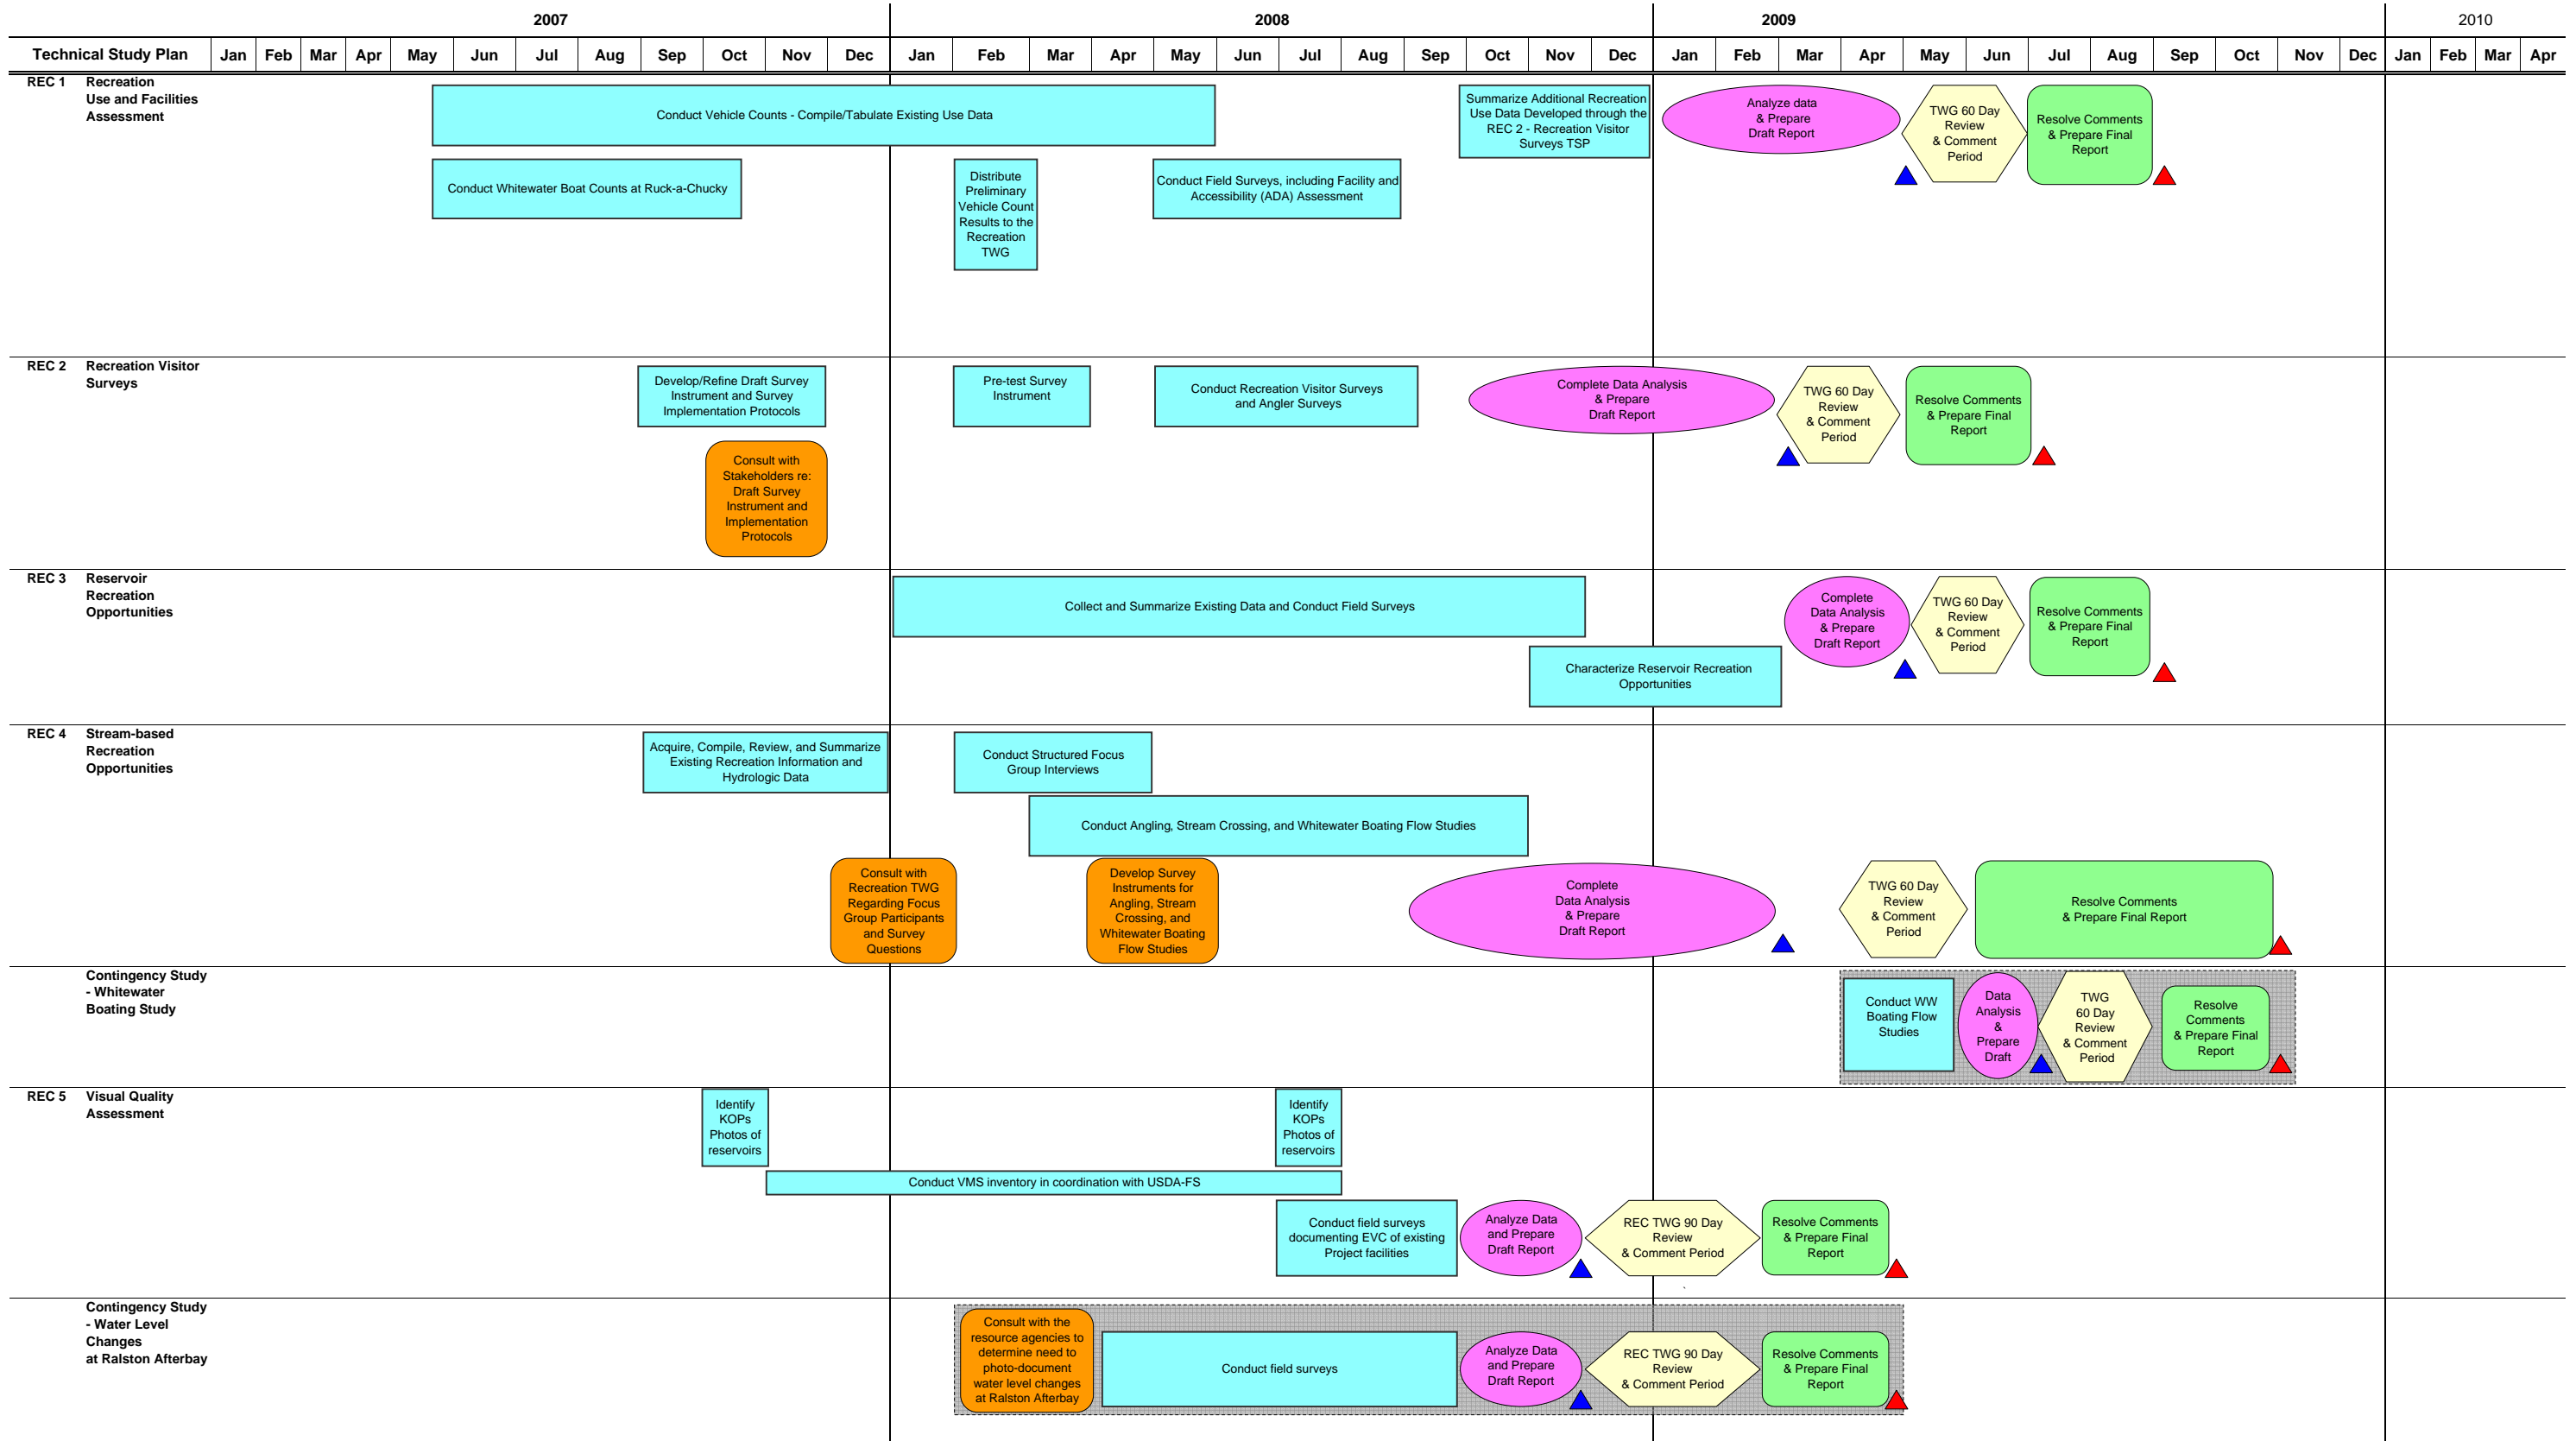 2007 2008 2009 2010
Technical Study Plan Jan Feb Mar Apr May Jun Jul Aug Sep Oct Nov Dec Jan Feb Mar Apr May Jun Jul Aug Sep Oct Nov Dec Jan Feb Mar Apr May Jun Jul Aug Sep Oct Nov Dec Jan Feb Mar Apr
REC 1 Recreation
Use and Facilities
Assessment
Conduct Vehicle Counts - Compile/Tabulate Existing Use Data
Summarize Additional Recreation
Use Data Developed through the
REC 2 - Recreation Visitor
Surveys TSP
Analyze data
& Prepare
Draft Report
TWG 60 Day
Review
& Comment
Period
Resolve Comments
& Prepare Final
Report
Conduct Whitewater Boat Counts at Ruck-a-Chucky
Distribute
Preliminary
Vehicle Count
Results to the
Recreation
TWG
Conduct Field Surveys, including Facility and
Accessibility (ADA) Assessment
REC 2 Recreation Visitor
Surveys
Develop/Refine Draft Survey
Instrument and Survey
Implementation Protocols
Pre-test Survey
Instrument
Conduct Recreation Visitor Surveys
and Angler Surveys
Complete Data Analysis
& Prepare
Draft Report
TWG 60 Day
Review
& Comment
Period
Resolve Comments
& Prepare Final
Report
Consult with
Stakeholders re:
Draft Survey
Instrument and
Implementation
Protocols
REC 3 Reservoir
Recreation
Opportunities
Collect and Summarize Existing Data and Conduct Field Surveys
Complete
Data Analysis
& Prepare
Draft Report
TWG 60 Day
Review
& Comment
Period
Resolve Comments
& Prepare Final
Report
Characterize Reservoir Recreation
Opportunities
REC 4 Stream-based
Recreation
Opportunities
Acquire, Compile, Review, and Summarize
Existing Recreation Information and
Hydrologic Data
Conduct Structured Focus
Group Interviews
Conduct Angling, Stream Crossing, and Whitewater Boating Flow Studies
Consult with
Recreation TWG
Regarding Focus
Group Participants
and Survey
Questions
Develop Survey
Instruments for
Angling, Stream
Crossing, and
Whitewater Boating
Flow Studies
Complete
Data Analysis
& Prepare
Draft Report
TWG 60 Day
Review
& Comment
Period
Resolve Comments
& Prepare Final Report
Contingency Study
- Whitewater
Boating Study
Conduct WW
Boating Flow
Studies
Data
Analysis
&
Prepare
Draft
TWG
60 Day
Review
& Comment
Period
Resolve
Comments
& Prepare Final
Report
REC 5 Visual Quality
Assessment
Identify
KOPs
Photos of
reservoirs
Identify
KOPs
Photos of
reservoirs
Conduct VMS inventory in coordination with USDA-FS
Conduct field surveys
documenting EVC of existing
Project facilities
Analyze Data
and Prepare
Draft Report
REC TWG 90 Day
Review
& Comment Period
Resolve Comments
& Prepare Final
Report
Contingency Study
- Water Level
Changes
at Ralston Afterbay
Consult with the
resource agencies to
determine need to
photo-document
water level changes
at Ralston Afterbay
Conduct field surveys
Analyze Data
and Prepare
Draft Report
REC TWG 90 Day
Review
& Comment Period
Resolve Comments
& Prepare Final
Report